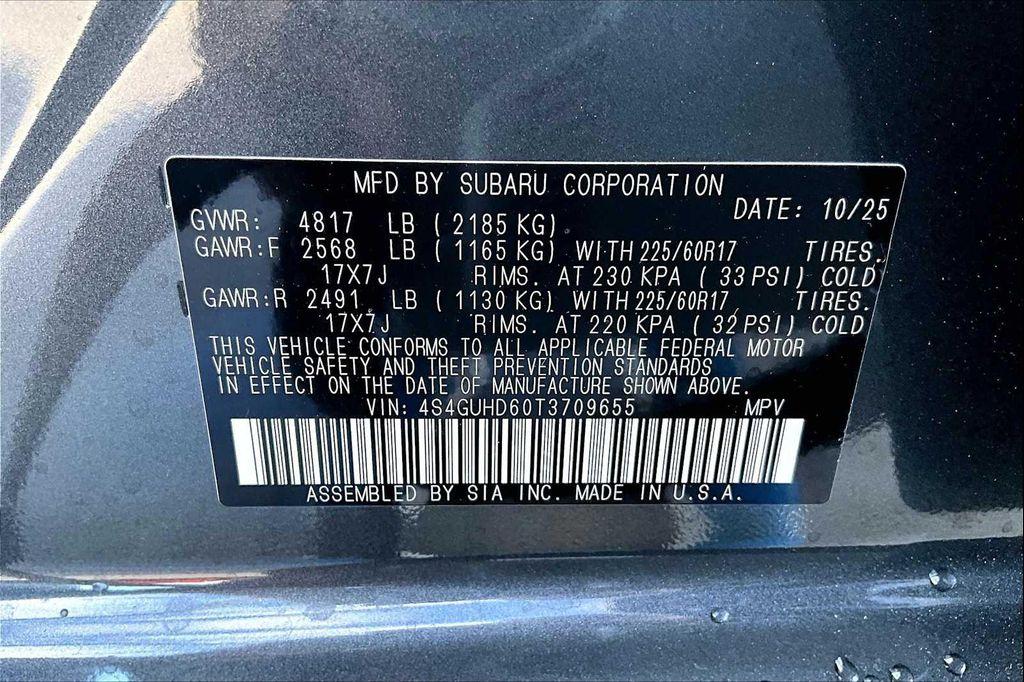 MFD BY SUBARU CORPORATION
DATE: 10/25
GVWR: 4817 LB ( 2185 KG)
GAWR:F 2568 LB ( 1165 KG) WITH 225/60R17 TIRES.
17X7J RIMS. AT 230 KPA ( 33 PSI) COLD
GAWR:R 2491 LB ( 1130 KG) WITH 225/60R17 TIRES.
17X7J RIMS. AT 220 KPA ( 32 PSI) COLD
THIS VEHICLE CONFORMS TO ALL APPLICABLE FEDERAL MOTOR
VEHICLE SAFETY AND THEFT PREVENTION STANDARDS
IN EFFECT ON THE DATE OF MANUFACTURE SHOWN ABOVE.
VIN: 4S4GUHD60T3709655 MPV
ASSEMBLED BY SIA INC. MADE IN U.S.A.